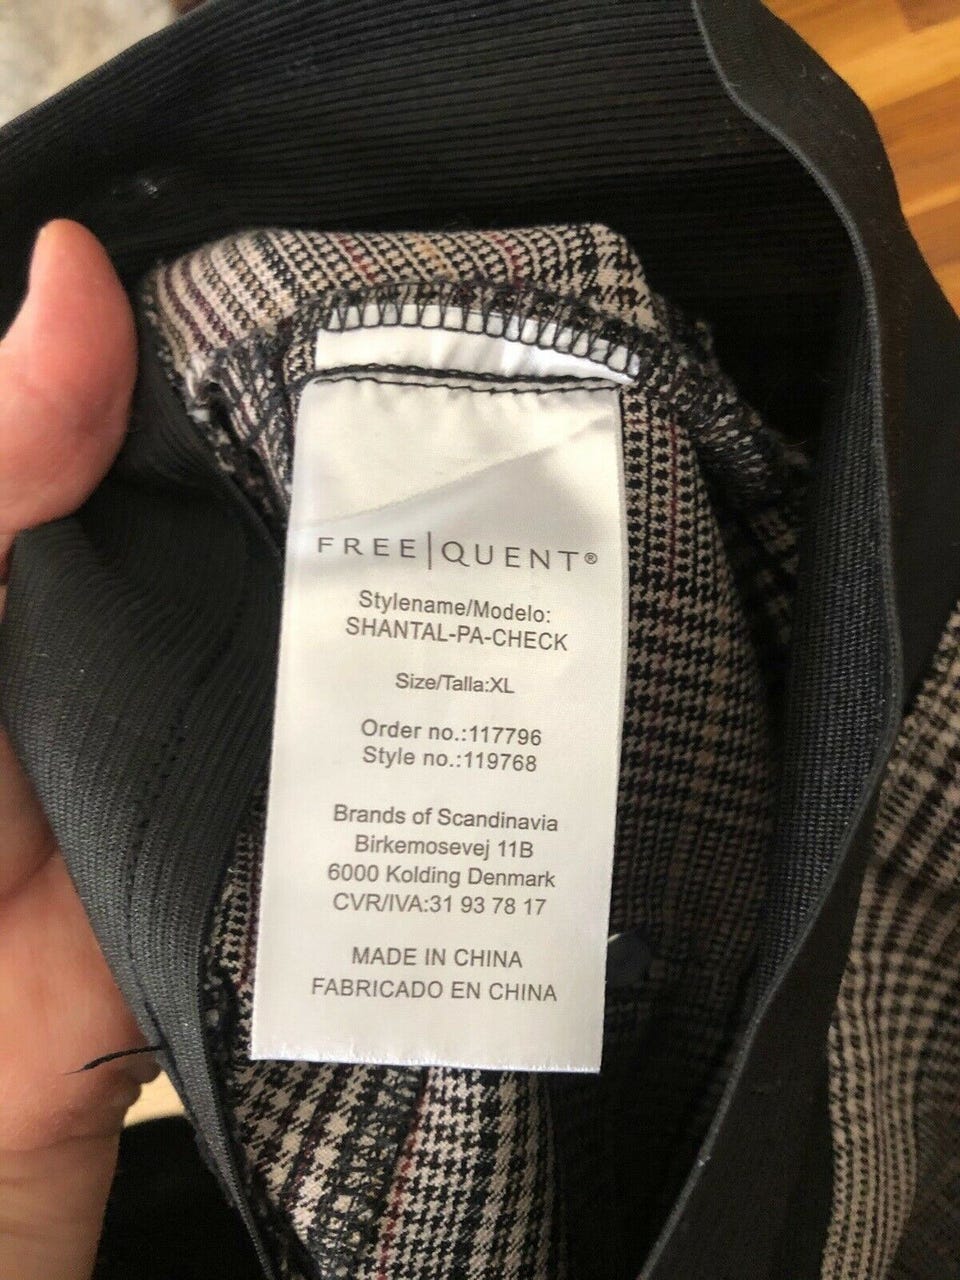 FREE|QUENT®
Stylename/Modelo:
SHANTAL-PA-CHECK
Size/Talla:XL
Order no.:117796
Style no.:119768
Brands of Scandinavia
Birkemosevej 11B
6000 Kolding Denmark
CVR/IVA:31 93 78 17
MADE IN CHINA
FABRICADO EN CHINA